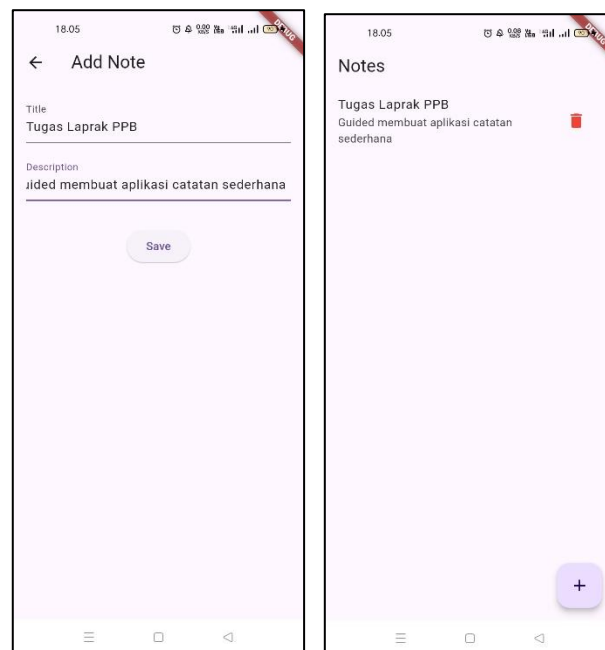 18.05
DEBUG
Add Note
Title
Tugas Laprak PPB
Description
uided membuat aplikasi catatan sederhana
Save
18.05
Notes
Tugas Laprak PPB
Guided membuat aplikasi catatan
sederhana
+